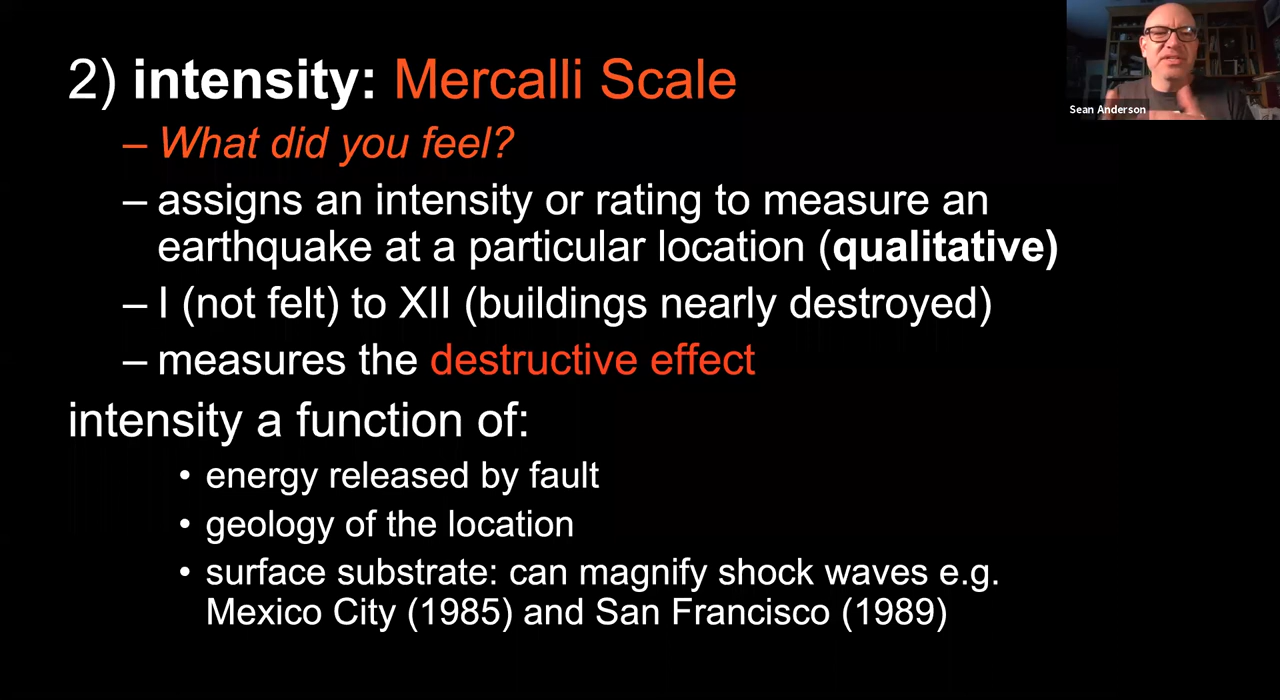 2) intensity: Mercalli Scale
– What did you feel?
– assigns an intensity or rating to measure an
earthquake at a particular location (qualitative)
– I (not felt) to XII (buildings nearly destroyed)
– measures the destructive effect
intensity a function of:
• energy released by fault
• geology of the location
• surface substrate: can magnify shock waves e.g.
Mexico City (1985) and San Francisco (1989)
Sean Anderson